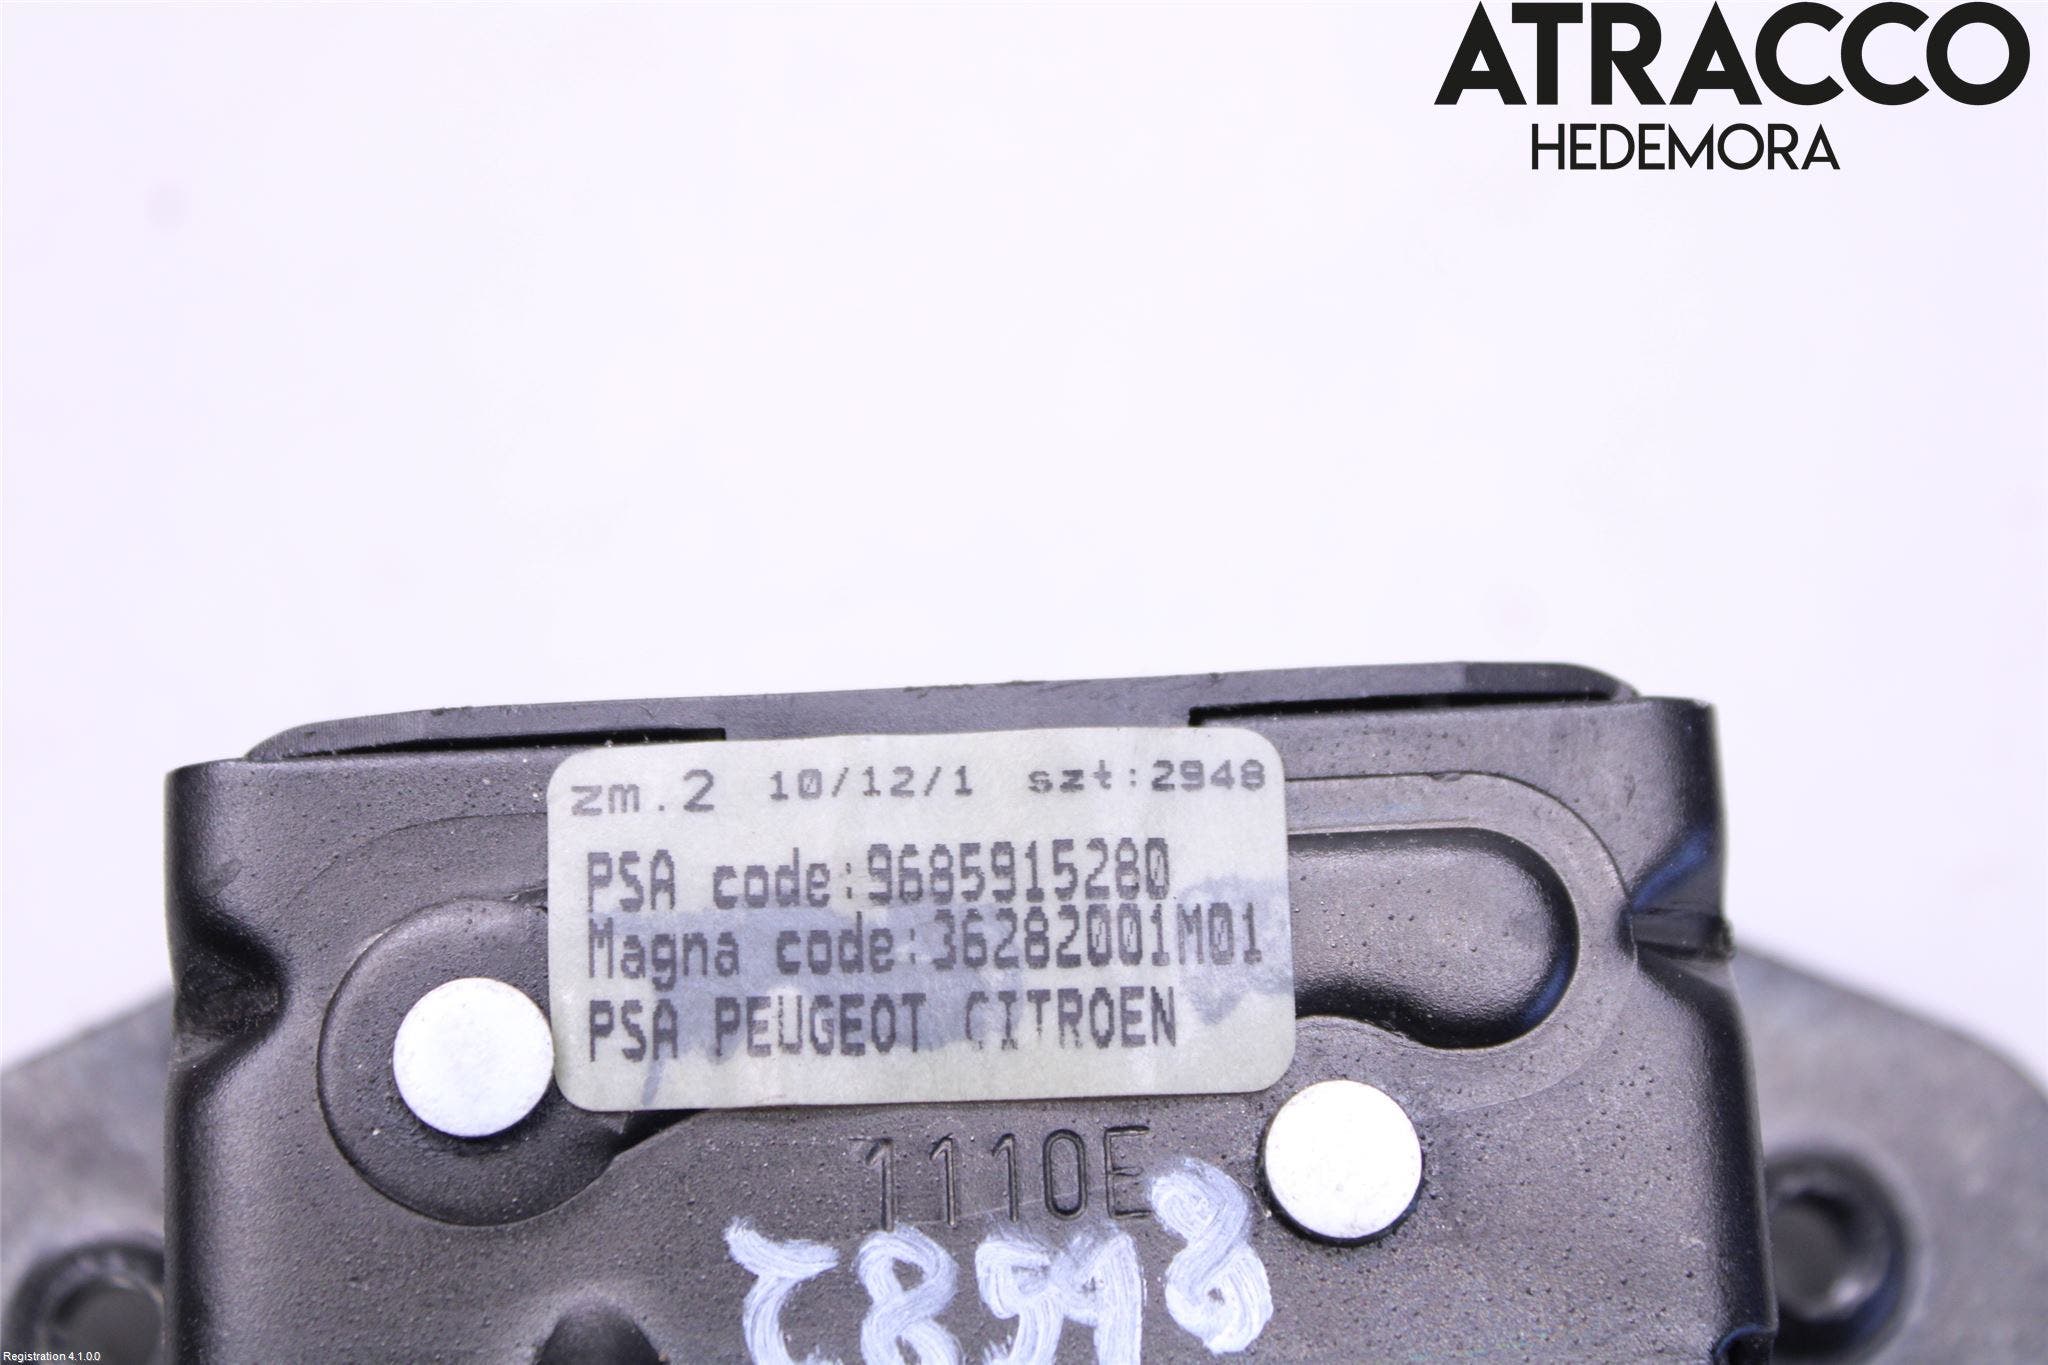 ATRACCO
HEDEMORA
zm.2 10/12/1 szt:2948
PSA code:9685915280
Magna code:36282001M01
PSA PEUGEOT CITROEN
1110E
Registration 4.1.0.0